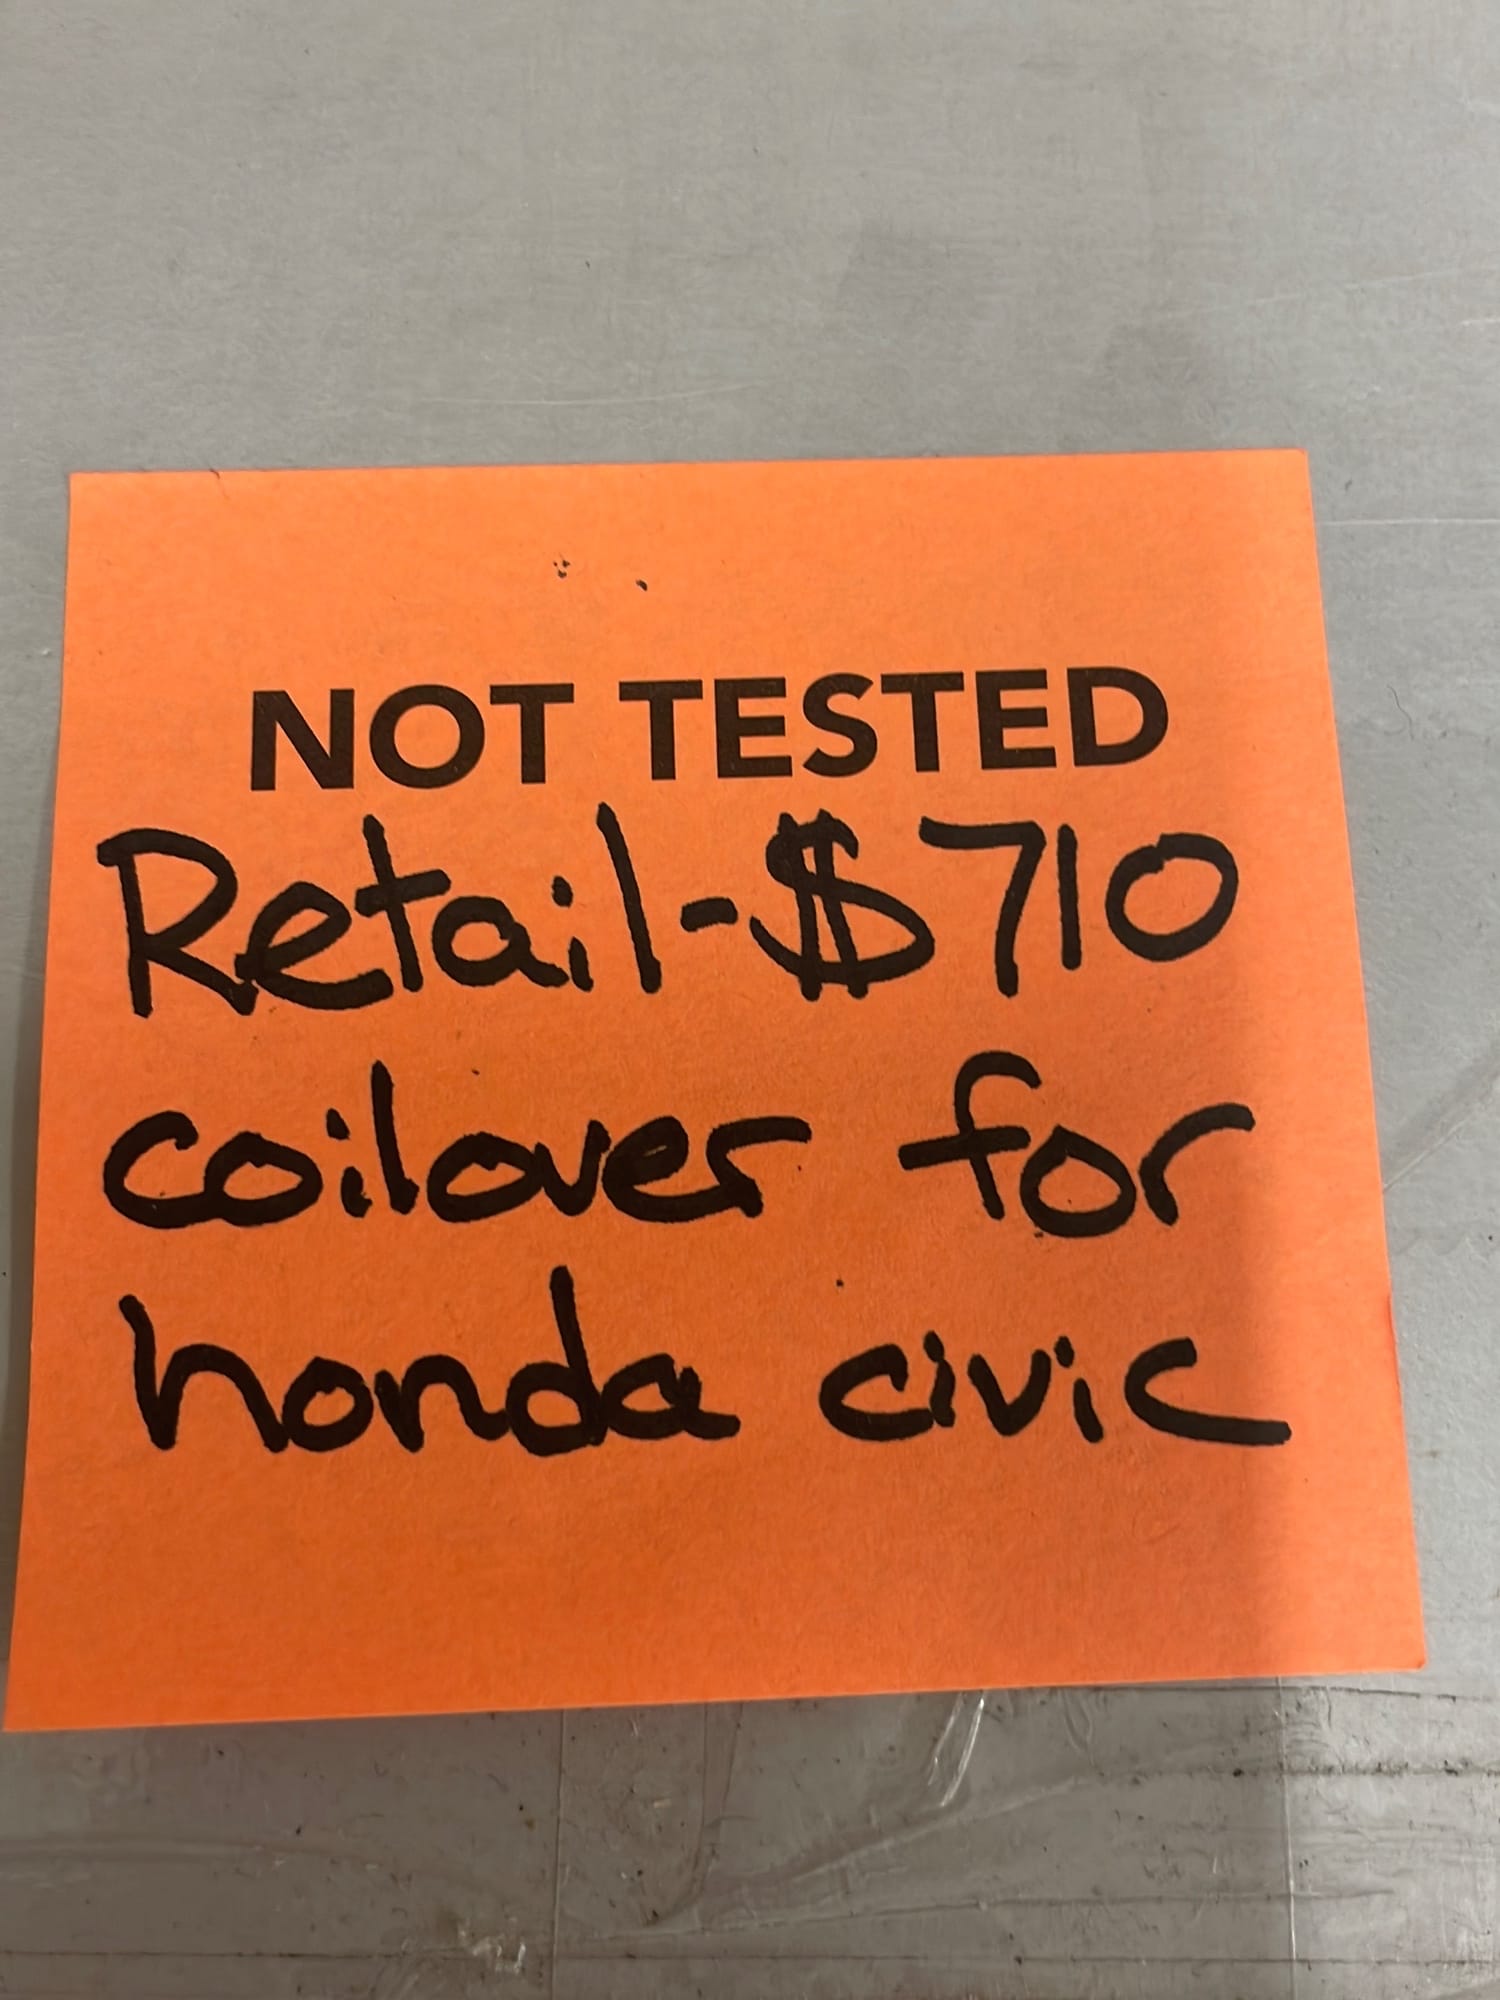 NOT TESTED
Retail-$710
coilover for
honda civic